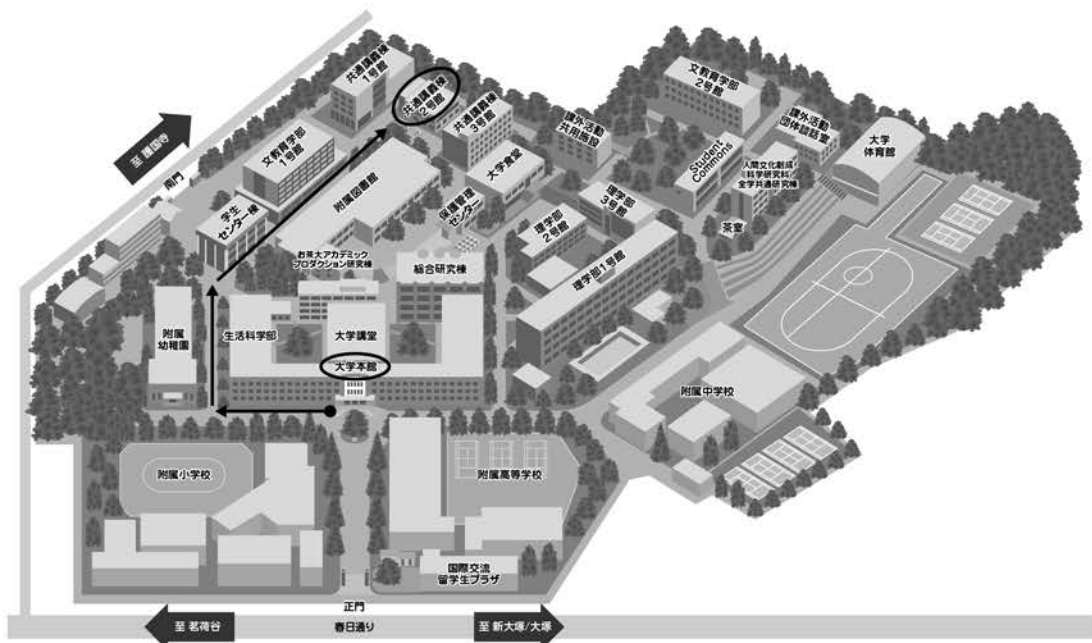 共通講義棟
1号館
共通講義棟
2号館
共通講義棟
3号館
文教育学部
2号館
課外活動
共用施設
課外活動
団体談話室
大学
体育館
至 護国寺
南門
文教育学部
1号館
附属図書館
大学食堂
Student
Commons
人間文化創成
科学研究科
全学共通研究棟
学生
センター棟
保護管理
センター
理学部
3号館
理学部
2号館
茶室
お茶大アカデミック
プロダクション研究棟
総合研究棟
理学部1号館
附属
幼稚園
生活科学部
大学講堂
大学本館
附属中学校
附属小学校
附属高等学校
国際交流
留学生プラザ
正門
至 茗荷谷
春日通り
至 新大塚/大塚